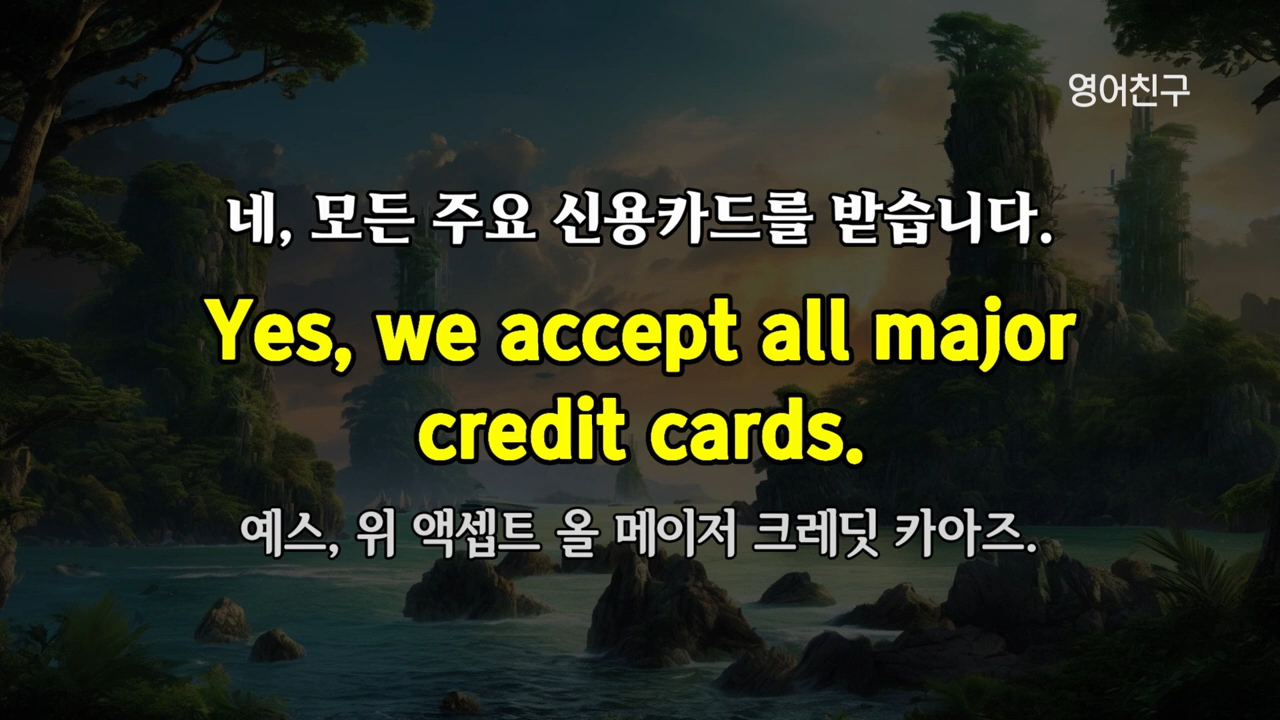 영어친구
네, 모든 주요 신용카드를 받습니다.
Yes, we accept all major
credit cards.
예스, 위 액셉트 올 메이저 크레딧 카아즈.